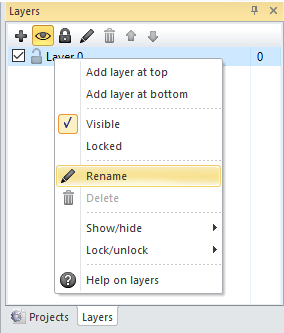 Layers
Layer 0 0
Add layer at top
Add layer at bottom
Visible
Locked
Rename
Delete
Show/hide
Lock/unlock
Help on layers
Projects Layers